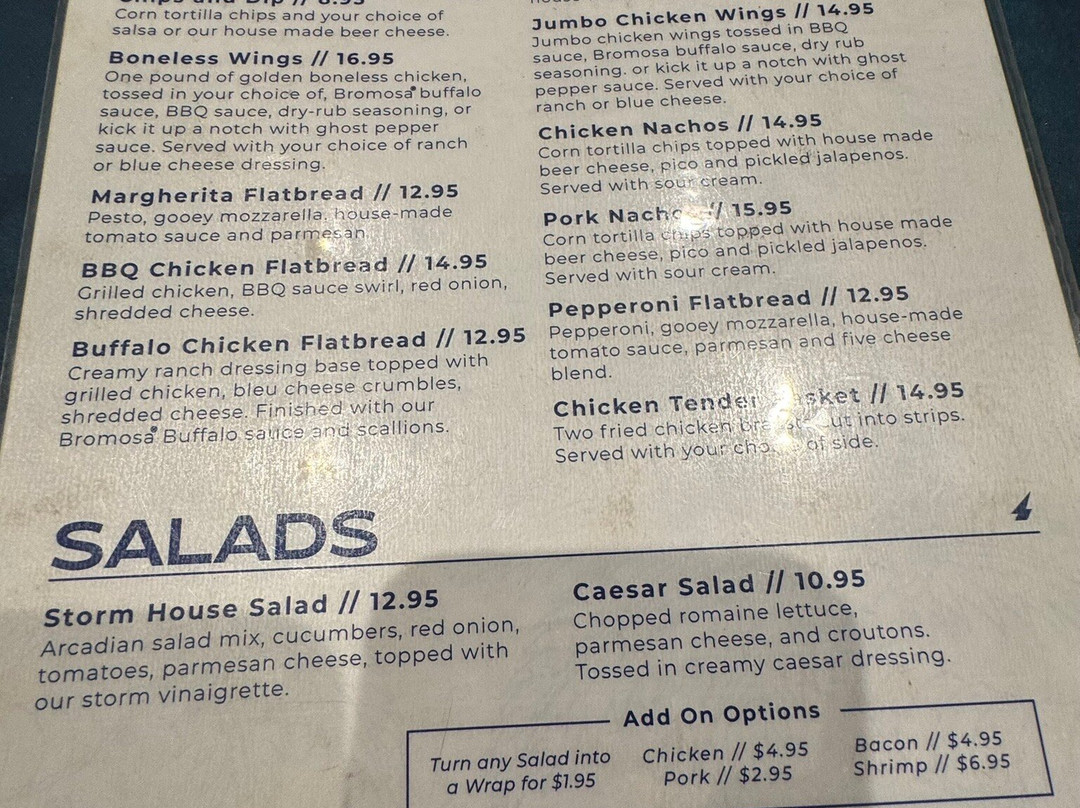 Chips and Dip // 8.95
Corn tortilla chips and your choice of
salsa or our house made beer cheese.
Boneless Wings // 16.95
One pound of golden boneless chicken,
tossed in your choice of, Bromosa buffalo
sauce, BBQ sauce, dry-rub seasoning, or
kick it up a notch with ghost pepper
sauce. Served with your choice of ranch
or blue cheese dressing.
Margherita Flatbread // 12.95
Pesto, gooey mozzarella, house-made
tomato sauce and parmesan
BBQ Chicken Flatbread // 14.95
Grilled chicken, BBQ sauce swirl, red onion,
shredded cheese.
Buffalo Chicken Flatbread // 12.95
Creamy ranch dressing base topped with
grilled chicken, bleu cheese crumbles,
shredded cheese. Finished with our
Bromosa Buffalo sauce and scallions.
Jumbo Chicken Wings // 14.95
Jumbo chicken wings tossed in BBQ
sauce, Bromosa buffalo sauce, dry rub
seasoning. or kick it up a notch with ghost
pepper sauce. Served with your choice of
ranch or blue cheese.
Chicken Nachos // 14.95
Corn tortilla chips topped with house made
beer cheese, pico and pickled jalapenos.
Served with sour cream.
Pork Nachos // 15.95
Corn tortilla chips topped with house made
beer cheese, pico and pickled jalapenos.
Served with sour cream.
Pepperoni Flatbread // 12.95
Pepperoni, gooey mozzarella, house-made
tomato sauce, parmesan and five cheese
blend.
Chicken Tender Basket // 14.95
Two fried chicken breasts cut into strips.
Served with your choice of side.
SALADS
Storm House Salad // 12.95
Arcadian salad mix, cucumbers, red onion,
tomatoes, parmesan cheese, topped with
our storm vinaigrette.
Caesar Salad // 10.95
Chopped romaine lettuce,
parmesan cheese, and croutons.
Tossed in creamy caesar dressing.
Add On Options
Turn any Salad into
a Wrap for $1.95
Chicken // $4.95
Pork // $2.95
Bacon // $4.95
Shrimp // $6.95